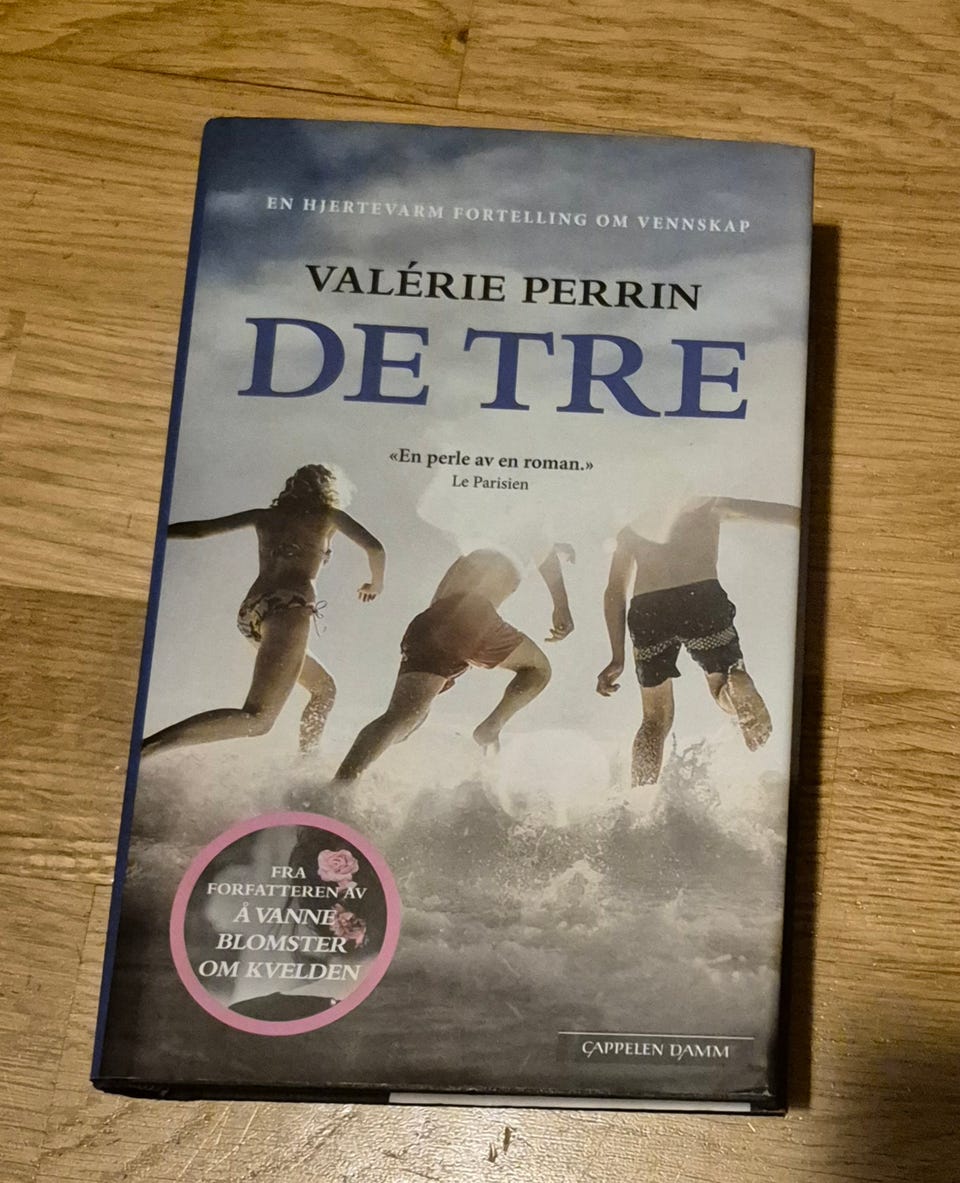 EN HJERTEVARM FORTELLING OM VENNSKAP
VALÉRIE PERRIN
DE TRE
«En perle av en roman.»
Le Parisien
FRA
FORFATTEREN AV
Å VANNE
BLOMSTER
OM KVELDEN
CAPPELEN DAMM